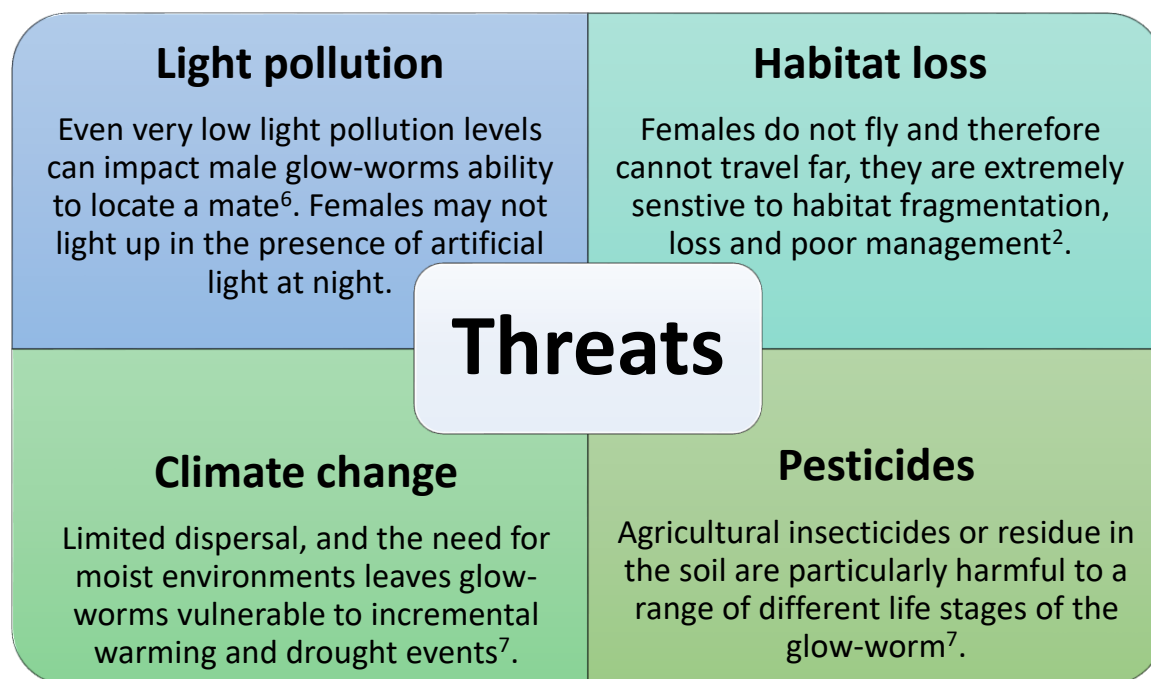 Light pollution
Even very low light pollution levels
can impact male glow-worms ability
to locate a mate⁶. Females may not
light up in the presence of artificial
light at night.
Habitat loss
Females do not fly and therefore
cannot travel far, they are extremely
senstive to habitat fragmentation,
loss and poor management².
Threats
Climate change
Limited dispersal, and the need for
moist environments leaves glow-
worms vulnerable to incremental
warming and drought events⁷.
Pesticides
Agricultural insecticides or residue in
the soil are particularly harmful to a
range of different life stages of the
glow-worm⁷.